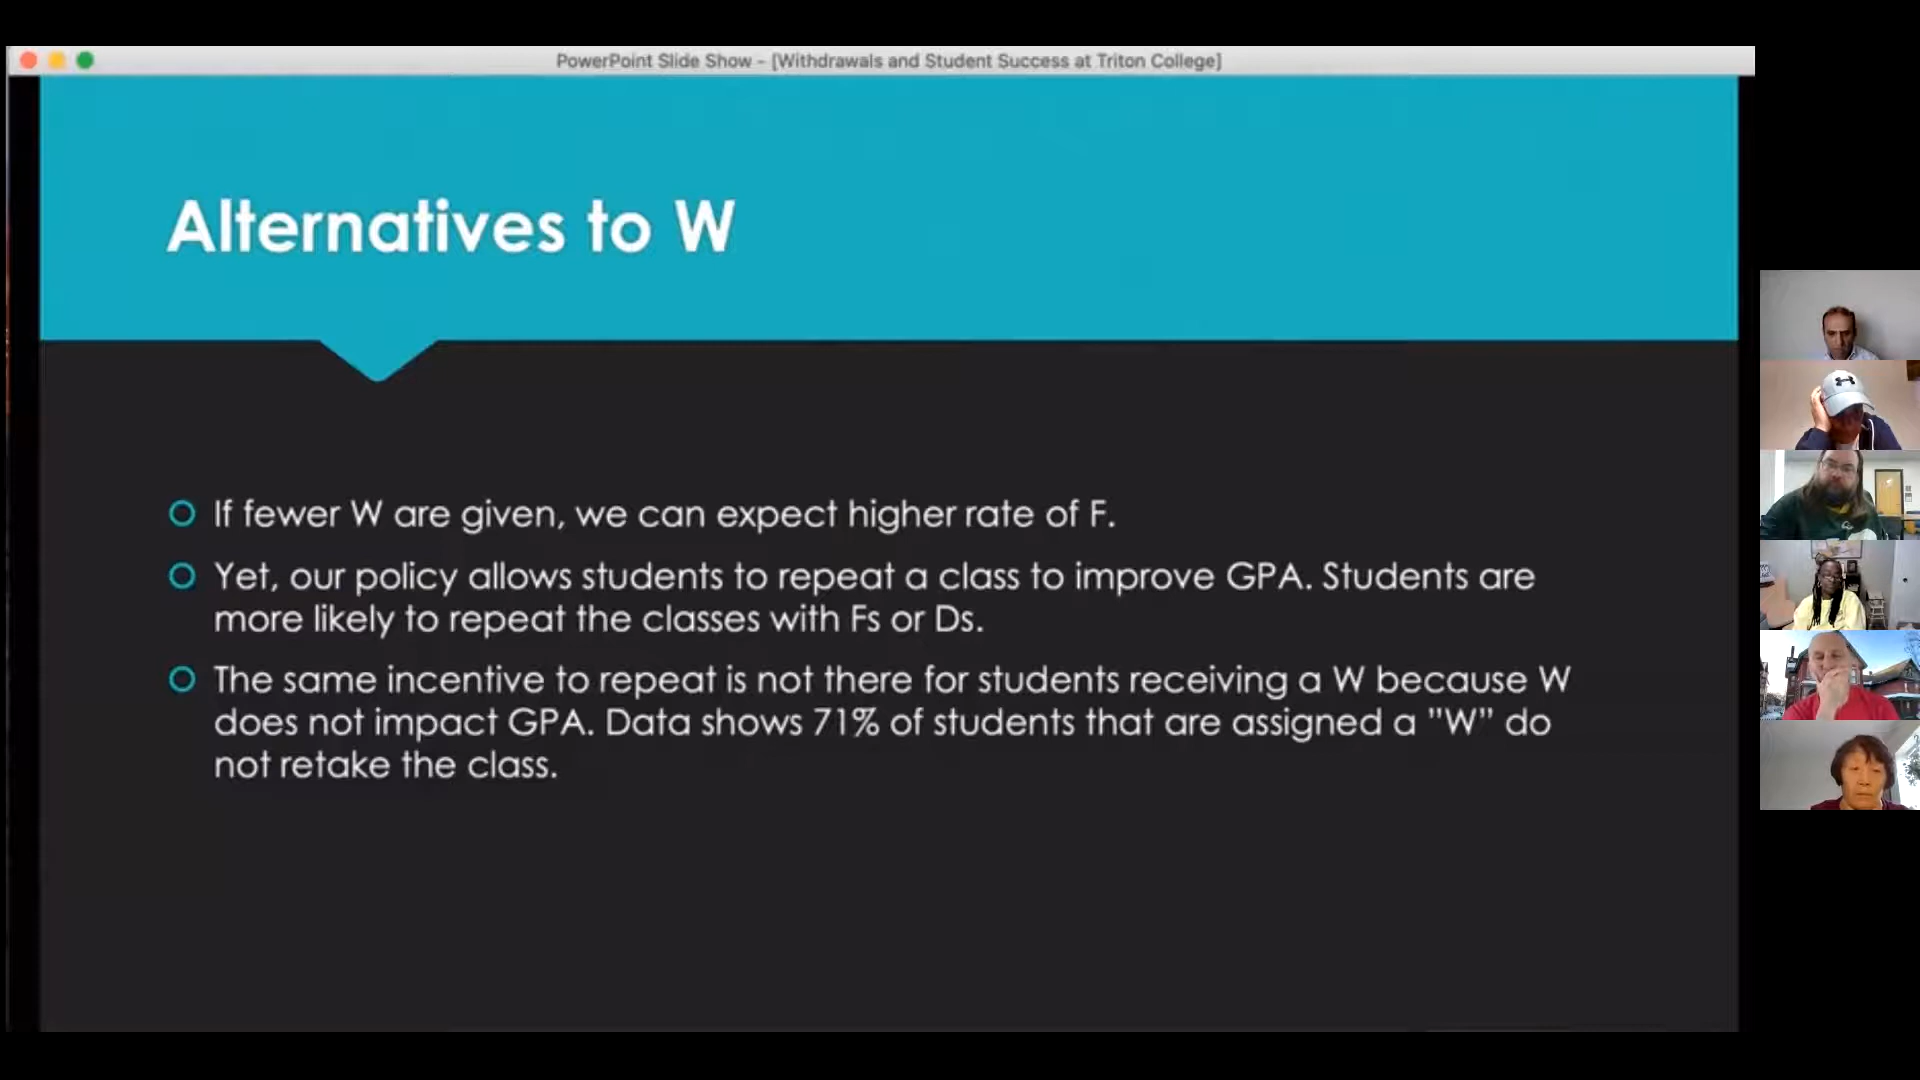 PowerPoint Slide Show - [Withdrawals and Student Success at Triton College]
Alternatives to W
If fewer W are given, we can expect higher rate of F.
Yet, our policy allows students to repeat a class to improve GPA. Students are
more likely to repeat the classes with Fs or Ds.
The same incentive to repeat is not there for students receiving a W because W
does not impact GPA. Data shows 71% of students that are assigned a "W" do
not retake the class.